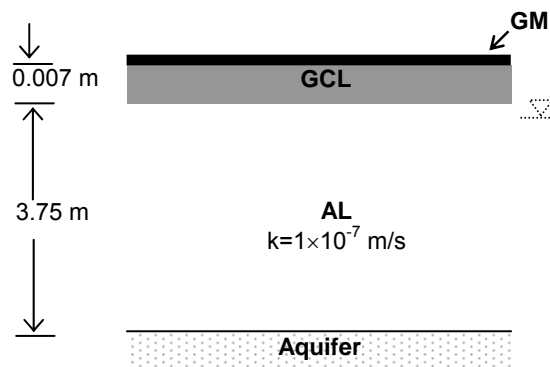 GM
0.007 m
GCL
3.75 m
AL
k=1×10⁻⁷ m/s
Aquifer